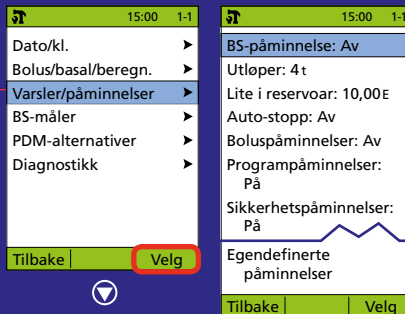 15:00 1-1
Dato/kl.
Bolus/basal/beregn.
Varsler/påminnelser
BS-måler
PDM-alternativer
Diagnostikk
Tilbake Velg
15:00 1-1
BS-påminnelse: Av
Utløper: 4 t
Lite i reservoar: 10,00 E
Auto-stopp: Av
Boluspåminnelser: Av
Programpåminnelser:
På
Sikkerhetspåminnelser:
På
Egendefinerte
påminnelser
Tilbake Velg